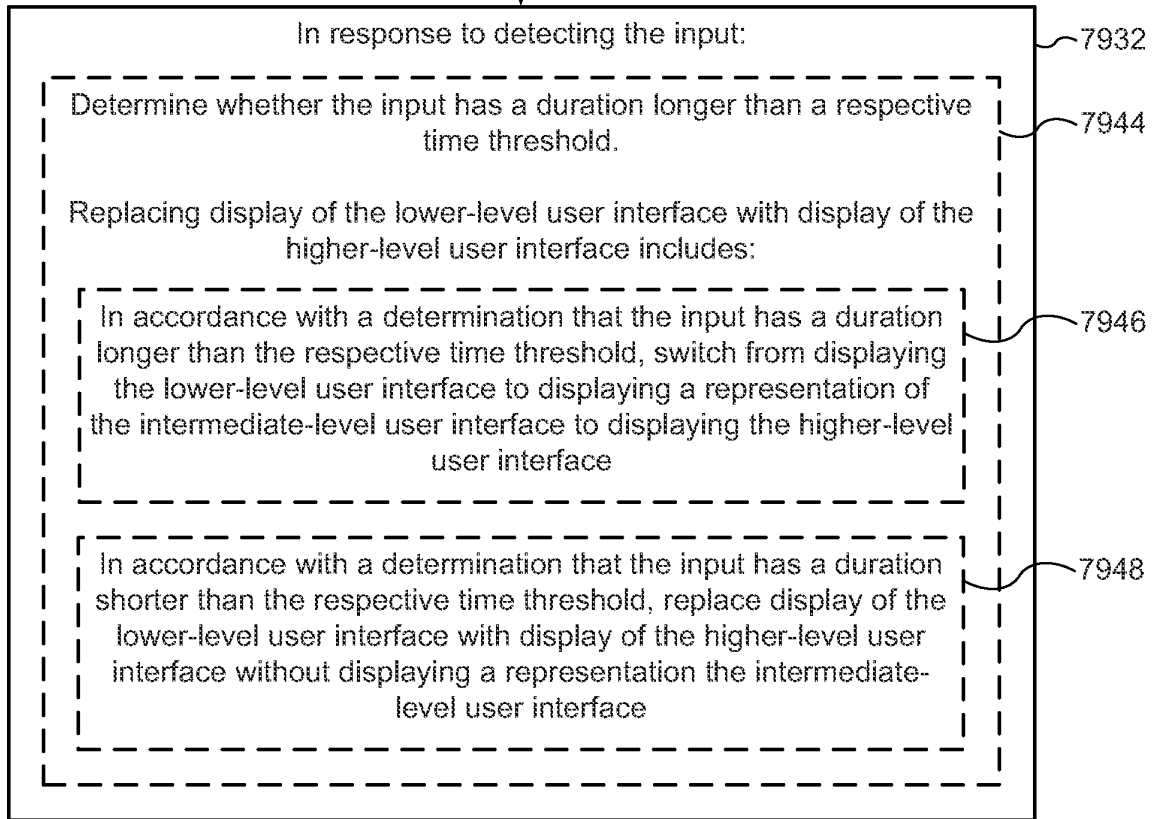 In response to detecting the input:
7932
Determine whether the input has a duration longer than a respective
time threshold.
7944
Replacing display of the lower-level user interface with display of the
higher-level user interface includes:
In accordance with a determination that the input has a duration
longer than the respective time threshold, switch from displaying
the lower-level user interface to displaying a representation of
the intermediate-level user interface to displaying the higher-level
user interface
7946
In accordance with a determination that the input has a duration
shorter than the respective time threshold, replace display of the
lower-level user interface with display of the higher-level user
interface without displaying a representation the intermediate-
level user interface
7948